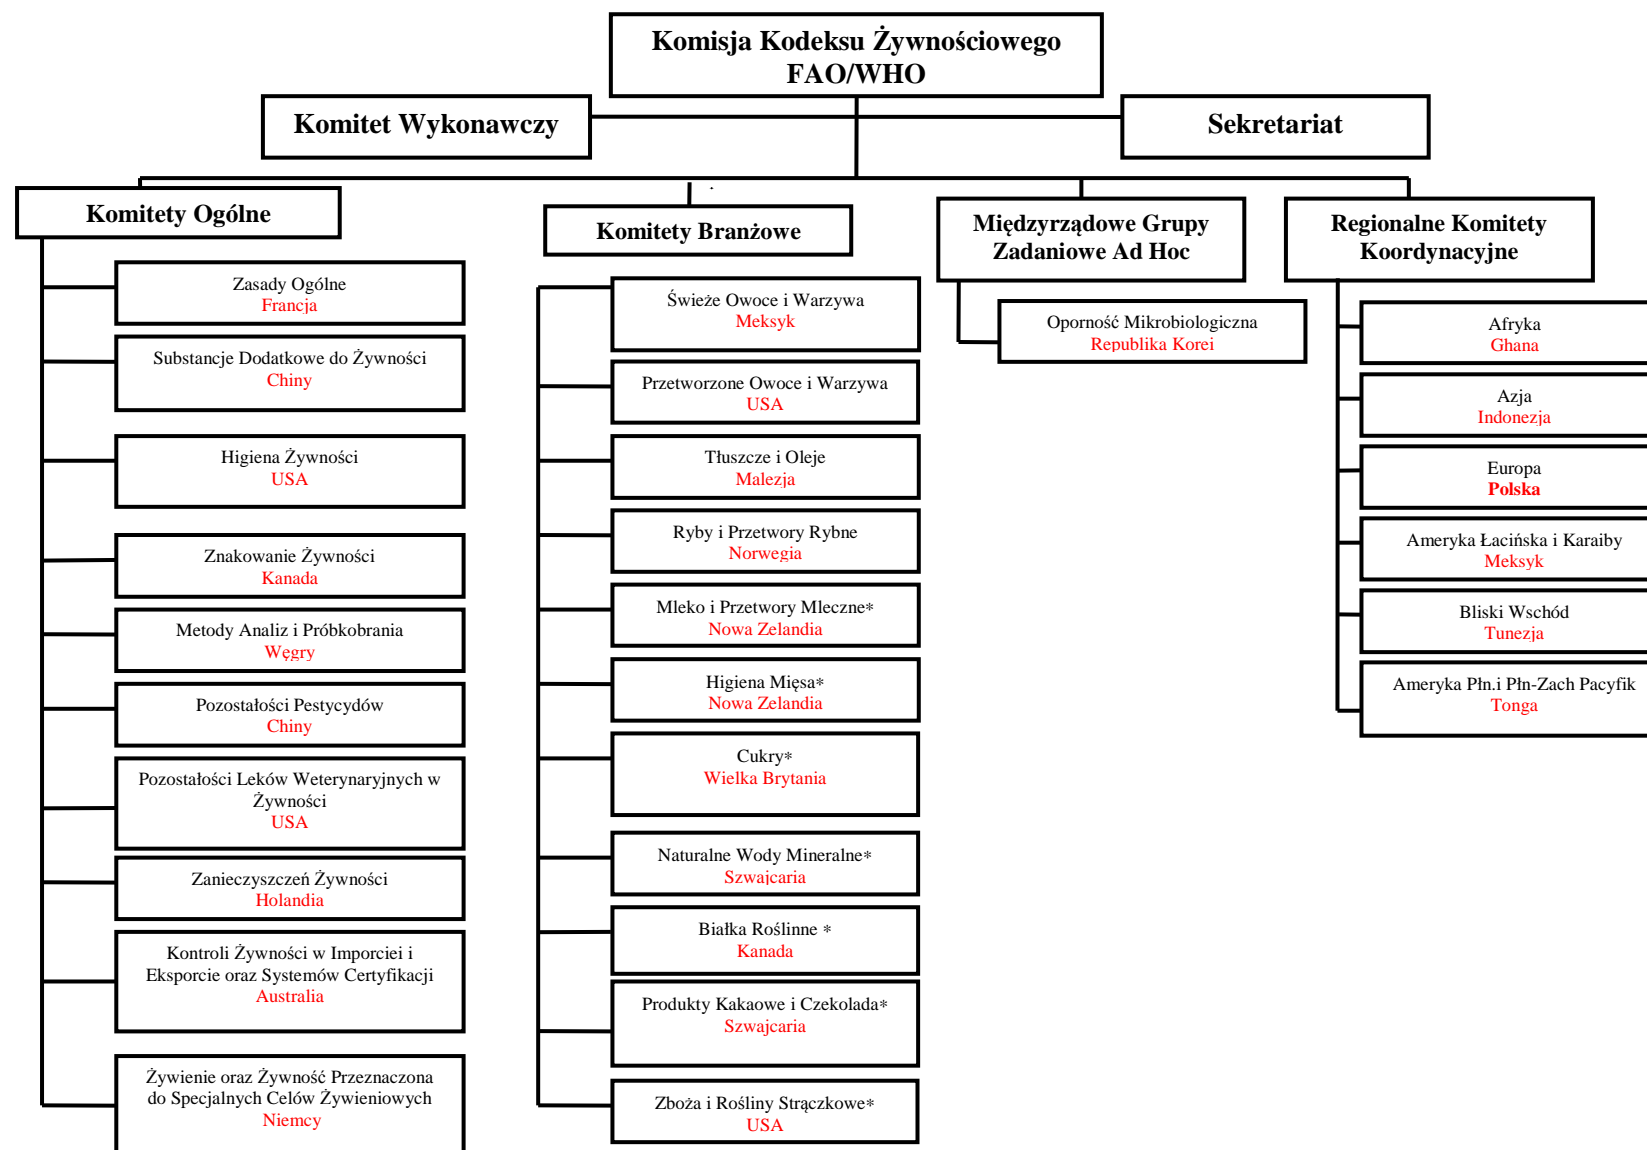 Komisja Kodeksu Żywnościowego
FAO/WHO
Komitet Wykonawczy
Sekretariat
Komitety Ogólne
Zasady Ogólne
Francja
Substancje Dodatkowe do Żywności
Chiny
Higiena Żywności
USA
Znakowanie Żywności
Kanada
Metody Analiz i Próbkobrania
Węgry
Pozostałości Pestycydów
Chiny
Pozostałości Leków Weterynaryjnych w
Żywności
USA
Zanieczyszczeń Żywności
Holandia
Kontroli Żywności w Imporciei i
Eksporcie oraz Systemów Certyfikacji
Australia
Żywienie oraz Żywność Przeznaczona
do Specjalnych Celów Żywieniowych
Niemcy
Komitety Branżowe
Świeże Owoce i Warzywa
Meksyk
Przetworzone Owoce i Warzywa
USA
Tłuszcze i Oleje
Malezja
Ryby i Przetwory Rybne
Norwegia
Mleko i Przetwory Mleczne*
Nowa Zelandia
Higiena Mięsa*
Nowa Zelandia
Cukry*
Wielka Brytania
Naturalne Wody Mineralne*
Szwajcaria
Białka Roślinne *
Kanada
Produkty Kakaowe i Czekolada*
Szwajcaria
Zboża i Rośliny Strączkowe*
USA
Międzyrządowe Grupy
Zadaniowe Ad Hoc
Oporność Mikrobiologiczna
Republika Korei
Regionalne Komitety
Koordynacyjne
Afryka
Ghana
Azja
Indonezja
Europa
Polska
Ameryka Łacińska i Karaiby
Meksyk
Bliski Wschód
Tunezja
Ameryka Płn.i Płn-Zach Pacyfik
Tonga